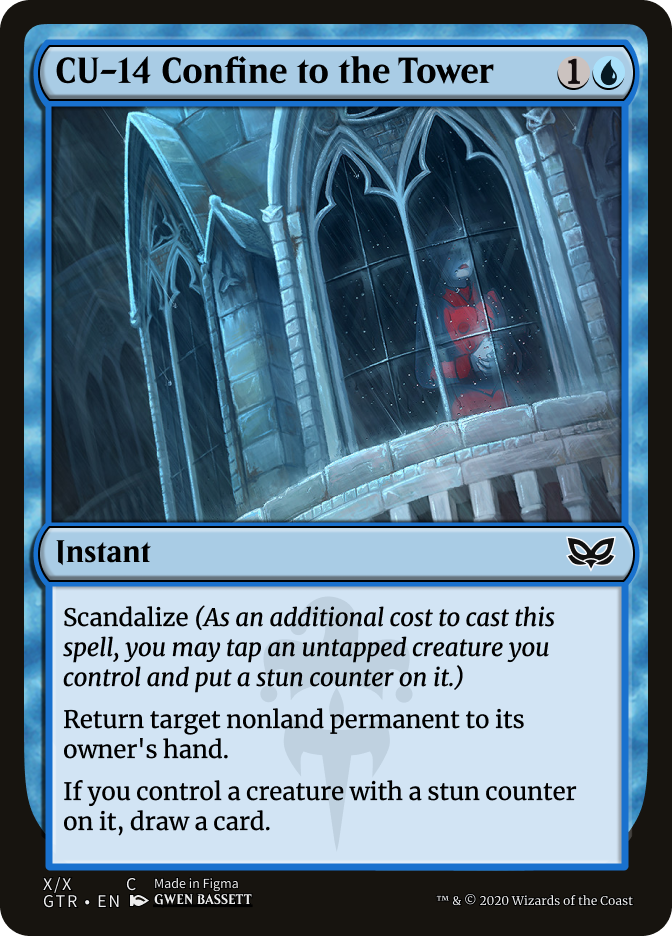 CU-14 Confine to the Tower 1
Instant
Scandalize (As an additional cost to cast this
spell, you may tap an untapped creature you
control and put a stun counter on it.)
Return target nonland permanent to its
owner's hand.
If you control a creature with a stun counter
on it, draw a card.
X/X C Made in Figma
GTR • EN GWEN BASSETT ™ & © 2020 Wizards of the Coast